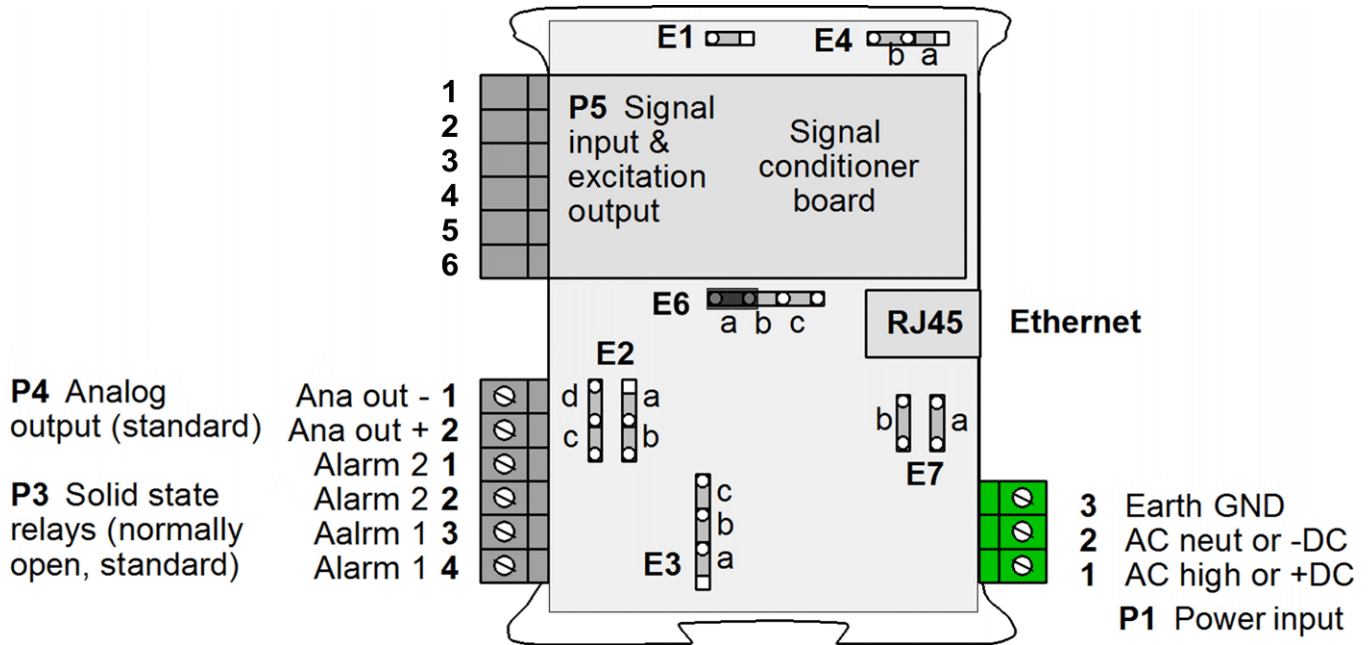 E1
E4
b a
1
2
3
4
5
6
P5 Signal
input &
excitation
output
Signal
conditioner
board
E6
a b c
RJ45
Ethernet
E2
d
a
c
b
P4 Analog
output (standard)
Ana out - 1
Ana out + 2
Alarm 2 1
Alarm 2 2
Aalrm 1 3
Alarm 1 4
P3 Solid state
relays (normally
open, standard)
c
b
a
E3
b
a
E7
3 Earth GND
2 AC neut or -DC
1 AC high or +DC
P1 Power input